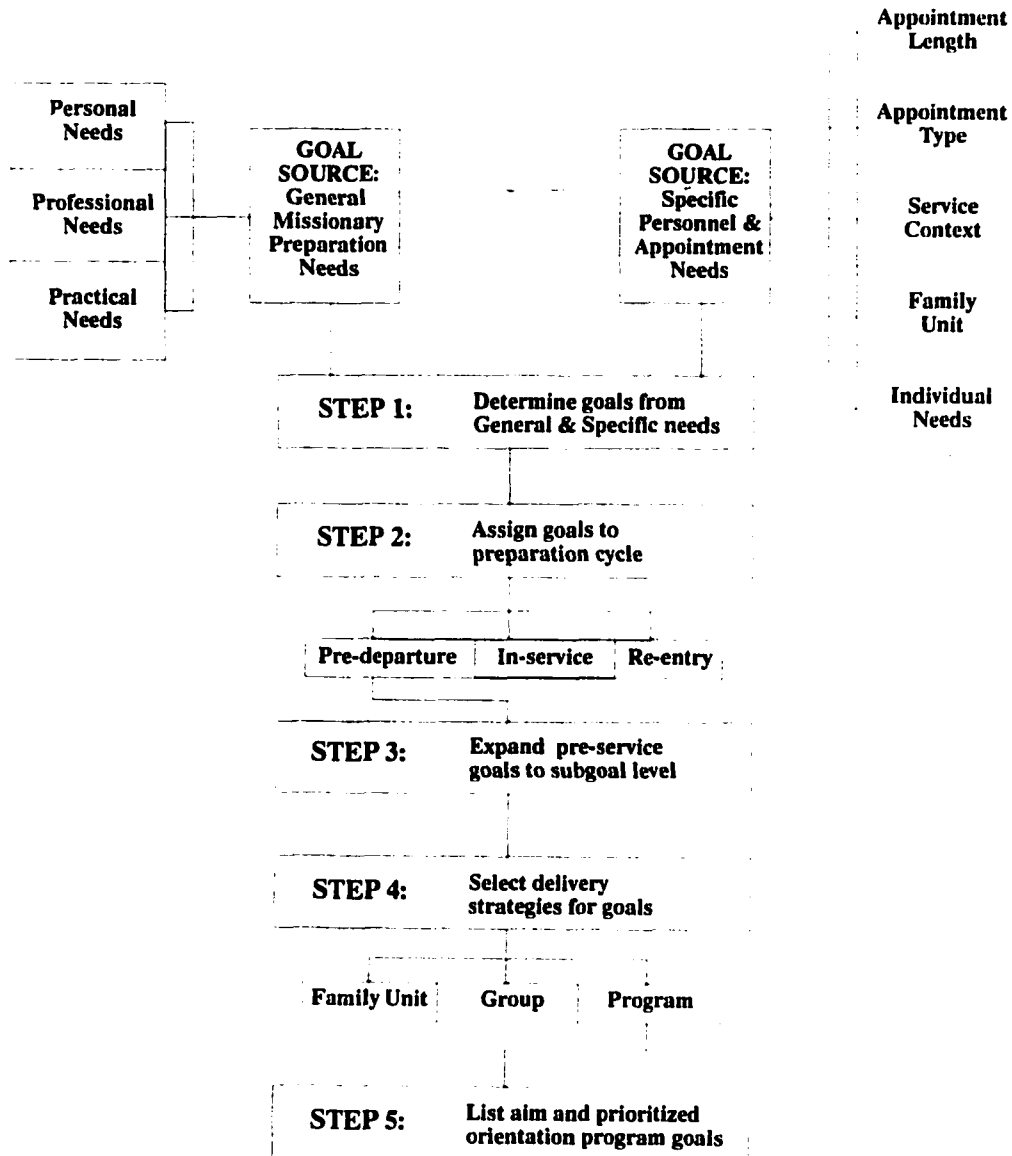 Personal
Needs
Professional
Needs
Practical
Needs
GOAL
SOURCE:
General
Missionary
Preparation
Needs
GOAL
SOURCE:
Specific
Personnel &
Appointment
Needs
Appointment
Length
Appointment
Type
Service
Context
Family
Unit
Individual
Needs
STEP 1: Determine goals from
General & Specific needs
STEP 2: Assign goals to
preparation cycle
Pre-departure In-service Re-entry
STEP 3: Expand pre-service
goals to subgoal level
STEP 4: Select delivery
strategies for goals
Family Unit Group Program
STEP 5: List aim and prioritized
orientation program goals